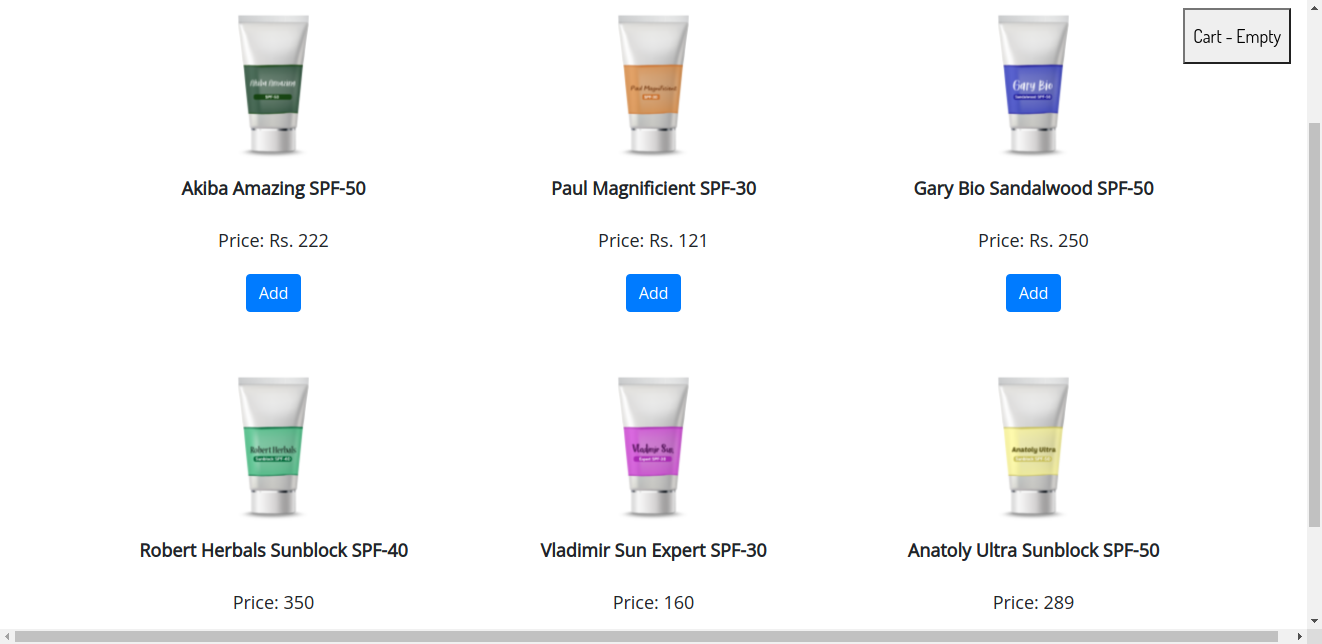 Cart - Empty
Akiba Amazing
SPF-50
Paul Magnificient
SPF-30
Gary Bio
Sandalwood SPF-50
Akiba Amazing SPF-50
Paul Magnificient SPF-30
Gary Bio Sandalwood SPF-50
Price: Rs. 222
Price: Rs. 121
Price: Rs. 250
Add
Add
Add
Robert Herbals
Sunblock SPF-40
Vladimir Sun
Expert SPF-30
Anatoly Ultra
Sunblock SPF-50
Robert Herbals Sunblock SPF-40
Vladimir Sun Expert SPF-30
Anatoly Ultra Sunblock SPF-50
Price: 350
Price: 160
Price: 289